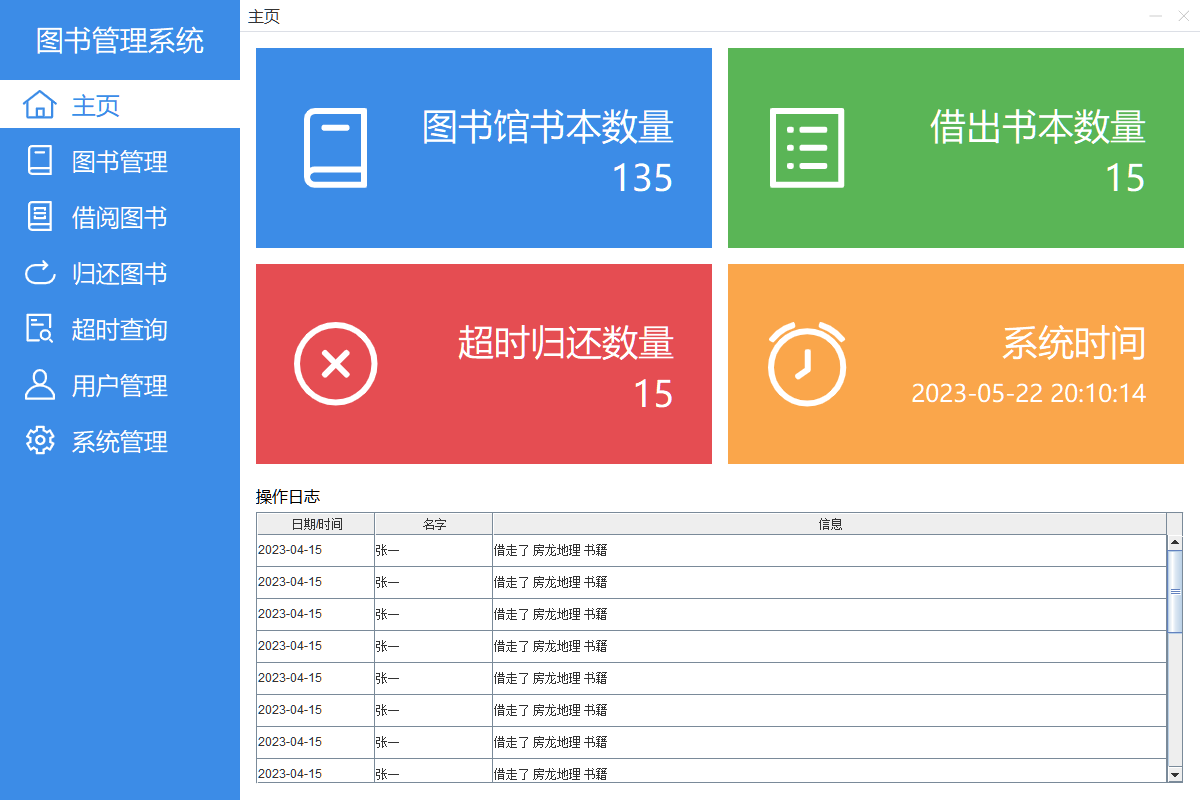 图书管理系统
主页
图书管理
借阅图书
归还图书
超时查询
用户管理
系统管理
主页
图书馆书本数量
135
借出书本数量
15
超时归还数量
15
系统时间
2023-05-22 20:10:14
操作日志
日期/时间 名字 信息
2023-04-15 张一 借走了 房龙地理 书籍
2023-04-15 张一 借走了 房龙地理 书籍
2023-04-15 张一 借走了 房龙地理 书籍
2023-04-15 张一 借走了 房龙地理 书籍
2023-04-15 张一 借走了 房龙地理 书籍
2023-04-15 张一 借走了 房龙地理 书籍
2023-04-15 张一 借走了 房龙地理 书籍
2023-04-15 张一 借走了 房龙地理 书籍